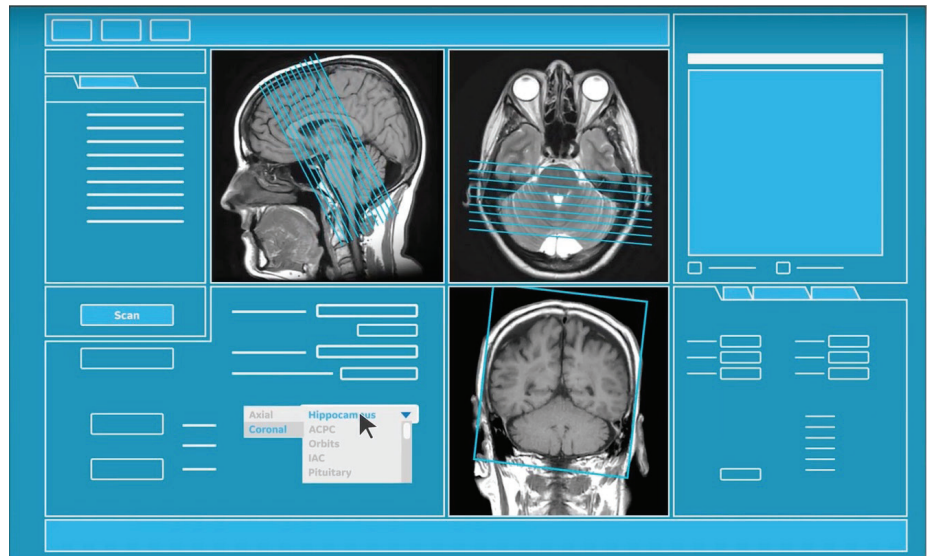 Scan
Axial Hippocampus
Coronal ACPC
Orbits
IAC
Pituitary